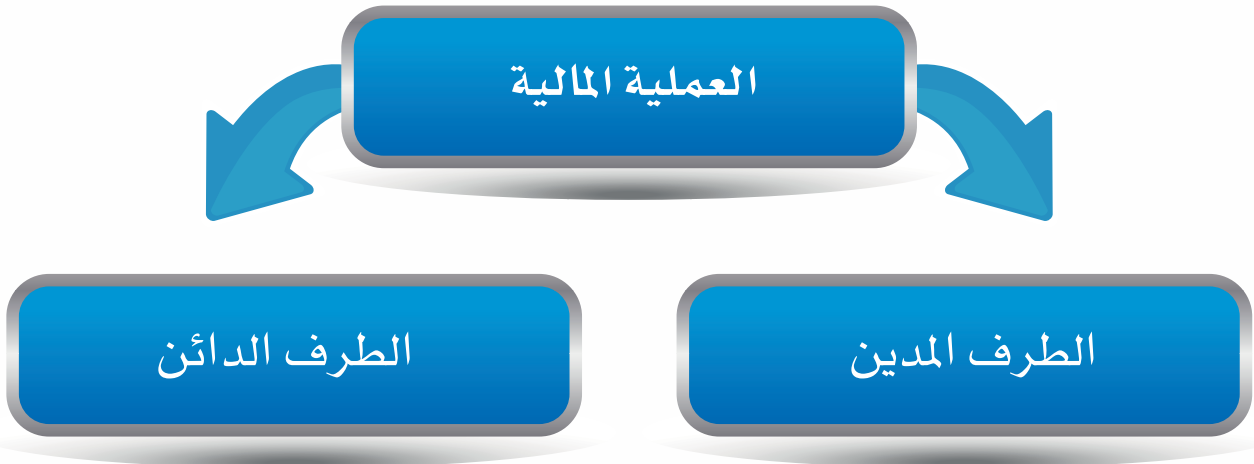 العملية المالية
الطرف المدين
الطرف الدائن